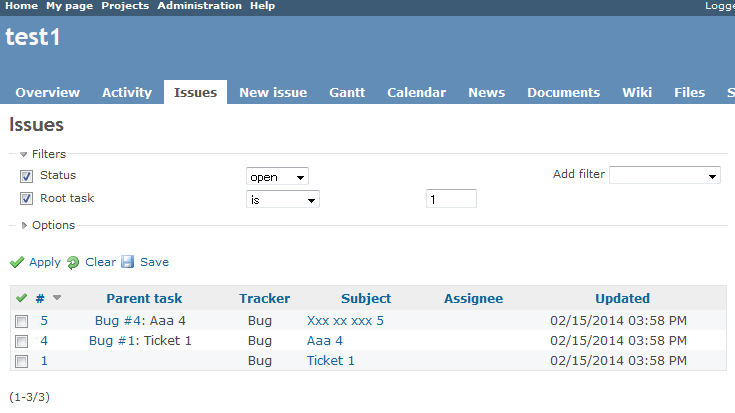 Home My page Projects Administration Help Logge
test1
Overview Activity Issues New issue Gantt Calendar News Documents Wiki Files S
Issues
Filters
Status open Add filter
Root task is 1
Options
Apply Clear Save
# Parent task Tracker Subject Assignee Updated
5 Bug #4: Aaa 4 Bug Xxx xx xxx 5 02/15/2014 03:58 PM
4 Bug #1: Ticket 1 Bug Aaa 4 02/15/2014 03:58 PM
1 Bug Ticket 1 02/15/2014 03:58 PM
(1-3/3)